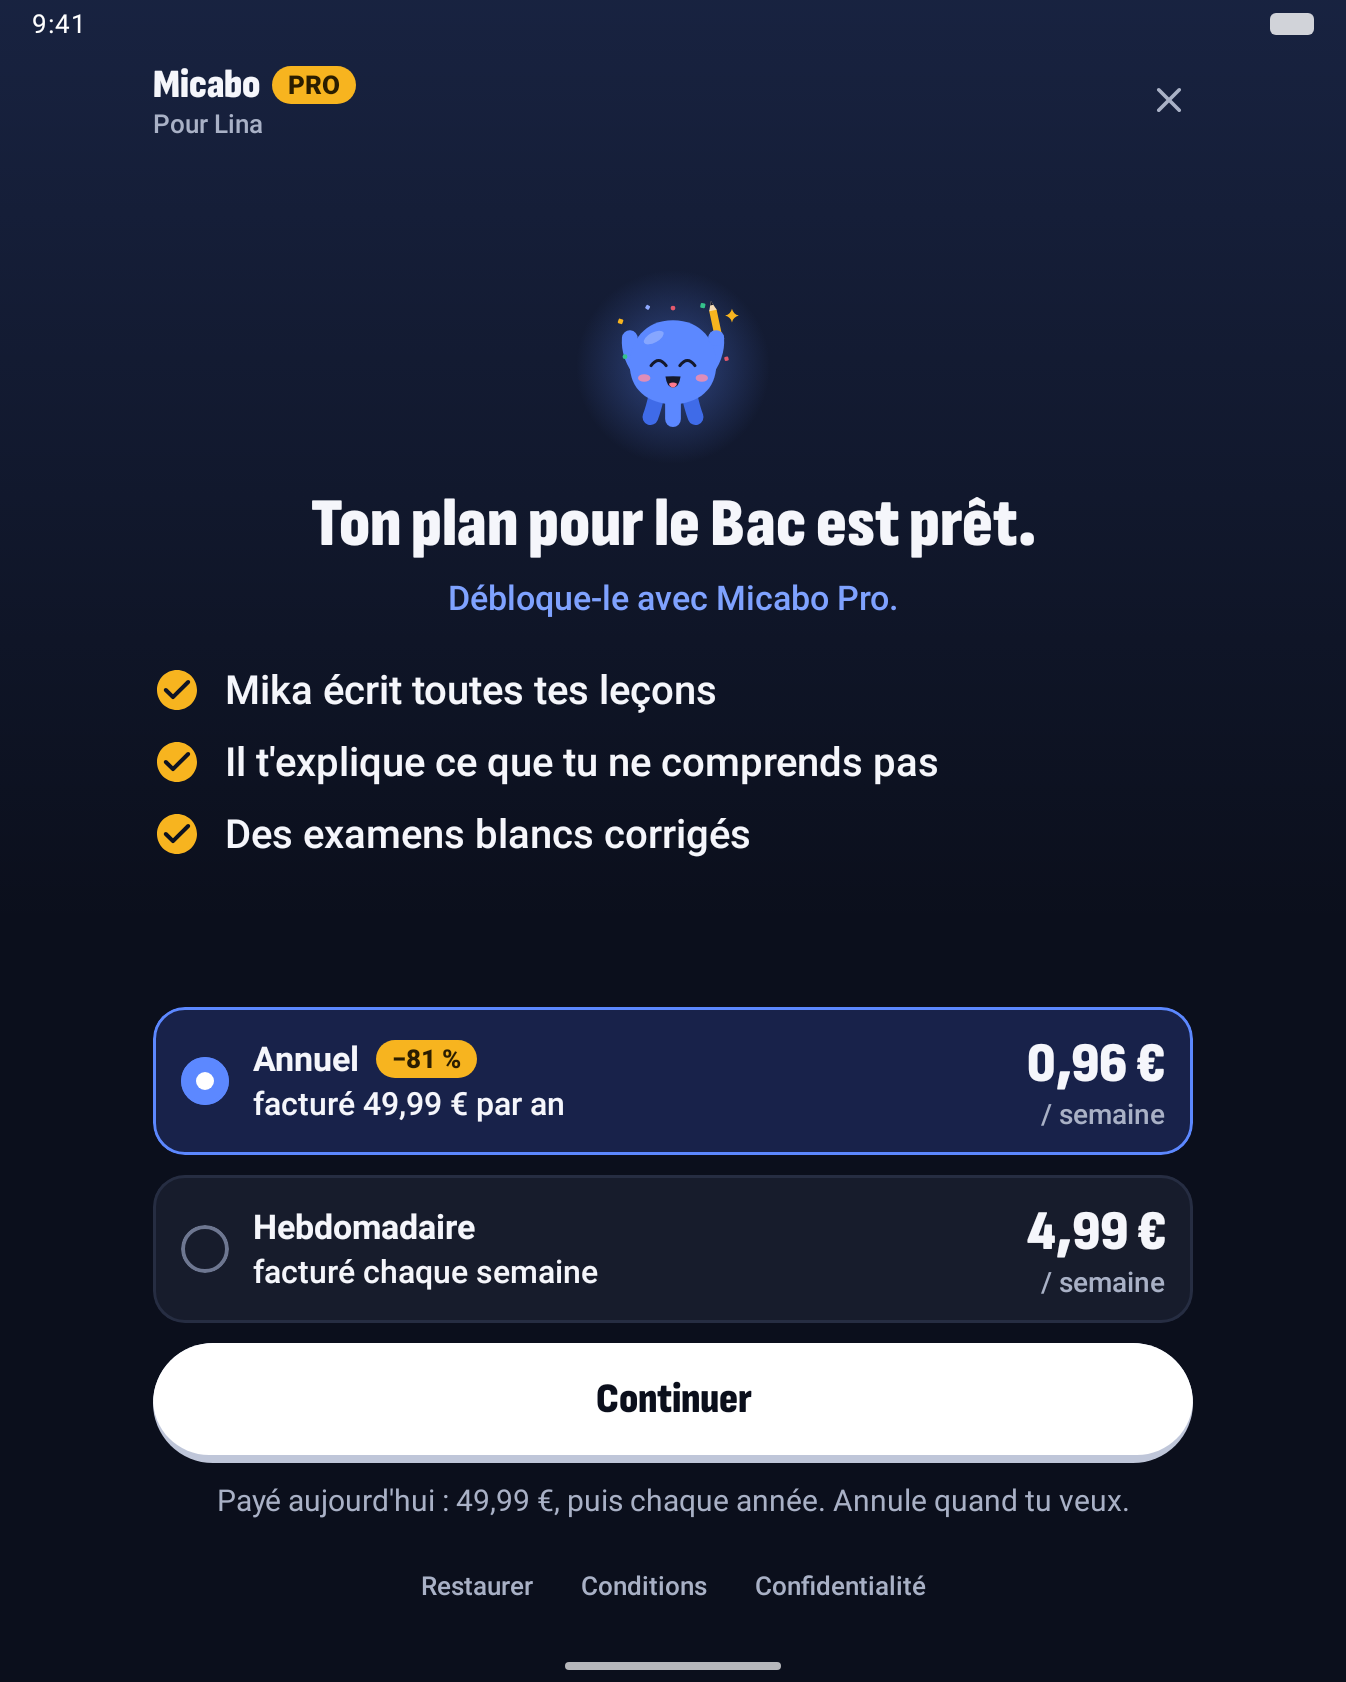 9:41
Micabo PRO
Pour Lina
Ton plan pour le Bac est prêt.
Débloque-le avec Micabo Pro.
Mika écrit toutes tes leçons
Il t'explique ce que tu ne comprends pas
Des examens blancs corrigés
Annuel −81 %
facturé 49,99 € par an
0,96 €
/ semaine
Hebdomadaire
facturé chaque semaine
4,99 €
/ semaine
Continuer
Payé aujourd'hui : 49,99 €, puis chaque année. Annule quand tu veux.
Restaurer Conditions Confidentialité